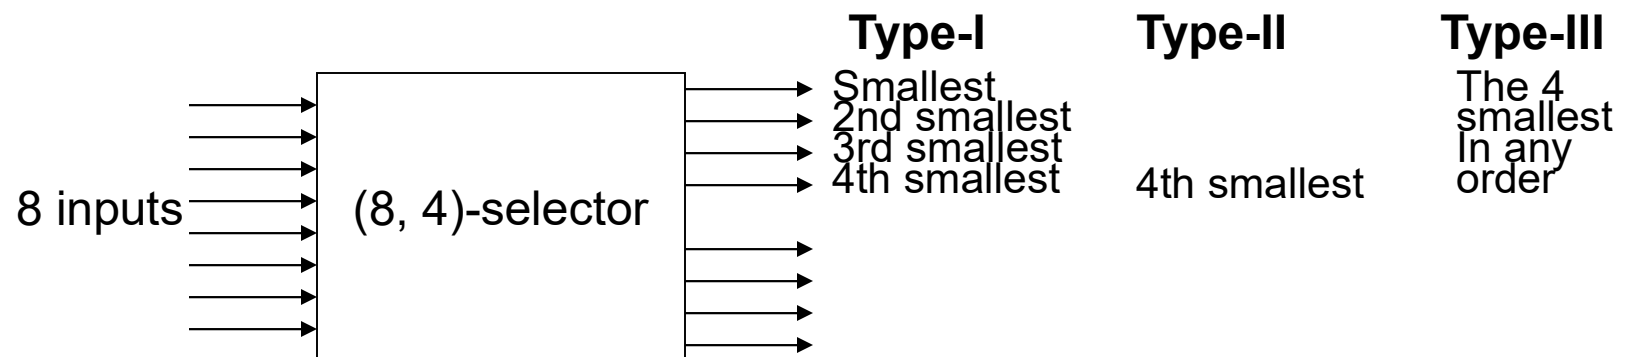 Type-I
Type-II
Type-III
Smallest
2nd smallest
3rd smallest
4th smallest
4th smallest
The 4
smallest
In any
order
8 inputs
(8, 4)-selector